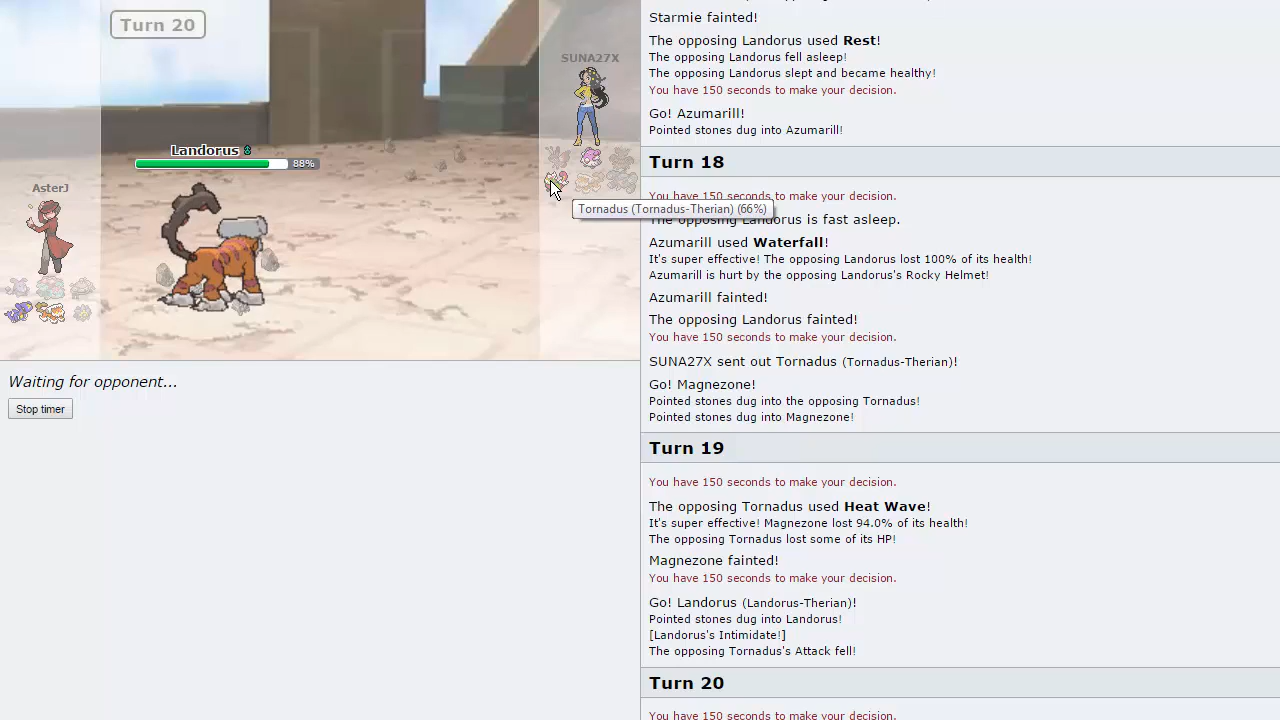 Turn 20
SUNA27X
Landorus
88%
AsterJ
Tornadus (Tornadus-Therian) (66%)
Waiting for opponent...
Stop timer
Starmie fainted!
The opposing Landorus used Rest!
The opposing Landorus fell asleep!
The opposing Landorus slept and became healthy!
You have 150 seconds to make your decision.
Go! Azumarill!
Pointed stones dug into Azumarill!
Turn 18
You have 150 seconds to make your decision.
The opposing Landorus is fast asleep.
Azumarill used Waterfall!
It's super effective! The opposing Landorus lost 100% of its health!
Azumarill is hurt by the opposing Landorus's Rocky Helmet!
Azumarill fainted!
The opposing Landorus fainted!
You have 150 seconds to make your decision.
SUNA27X sent out Tornadus (Tornadus-Therian)!
Go! Magnezone!
Pointed stones dug into the opposing Tornadus!
Pointed stones dug into Magnezone!
Turn 19
You have 150 seconds to make your decision.
The opposing Tornadus used Heat Wave!
It's super effective! Magnezone lost 94.0% of its health!
The opposing Tornadus lost some of its HP!
Magnezone fainted!
You have 150 seconds to make your decision.
Go! Landorus (Landorus-Therian)!
Pointed stones dug into Landorus!
[Landorus's Intimidate!]
The opposing Tornadus's Attack fell!
Turn 20
You have 150 seconds to make your decision.